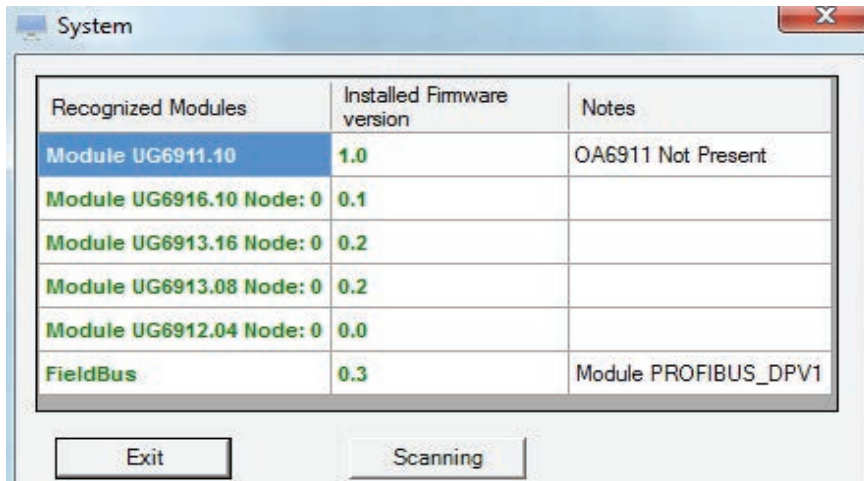 System
Recognized Modules Installed Firmware version Notes
Module UG6911.10 1.0 OA6911 Not Present
Module UG6916.10 Node: 0 0.1
Module UG6913.16 Node: 0 0.2
Module UG6913.08 Node: 0 0.2
Module UG6912.04 Node: 0 0.0
FieldBus 0.3 Module PROFIBUS_DPV1
Exit Scanning